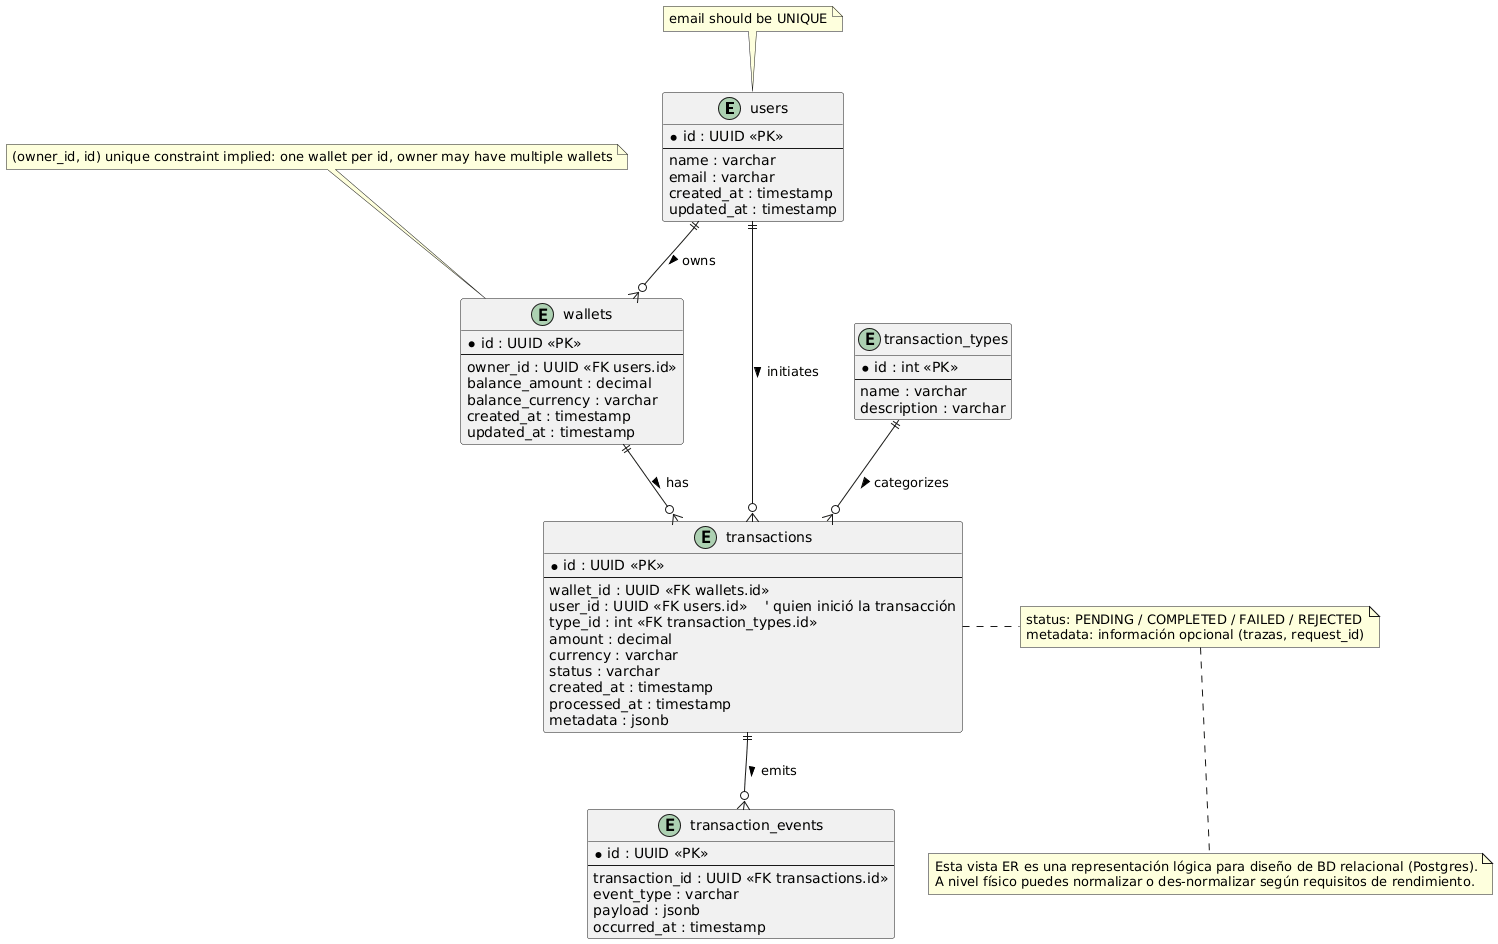 email should be UNIQUE
E users
* id : UUID «PK»
name : varchar
email : varchar
created_at : timestamp
updated_at : timestamp
(owner_id, id) unique constraint implied: one wallet per id, owner may have multiple wallets
owns
E wallets
* id : UUID «PK»
owner_id : UUID «FK users.id»
balance_amount : decimal
balance_currency : varchar
created_at : timestamp
updated_at : timestamp
initiates
E transaction_types
* id : int «PK»
name : varchar
description : varchar
has
categorizes
E transactions
* id : UUID «PK»
wallet_id : UUID «FK wallets.id»
user_id : UUID «FK users.id»    ' quien inició la transacción
type_id : int «FK transaction_types.id»
amount : decimal
currency : varchar
status : varchar
created_at : timestamp
processed_at : timestamp
metadata : jsonb
status: PENDING / COMPLETED / FAILED / REJECTED
metadata: información opcional (trazas, request_id)
emits
E transaction_events
* id : UUID «PK»
transaction_id : UUID «FK transactions.id»
event_type : varchar
payload : jsonb
occurred_at : timestamp
Esta vista ER es una representación lógica para diseño de BD relacional (Postgres).
A nivel físico puedes normalizar o des-normalizar según requisitos de rendimiento.